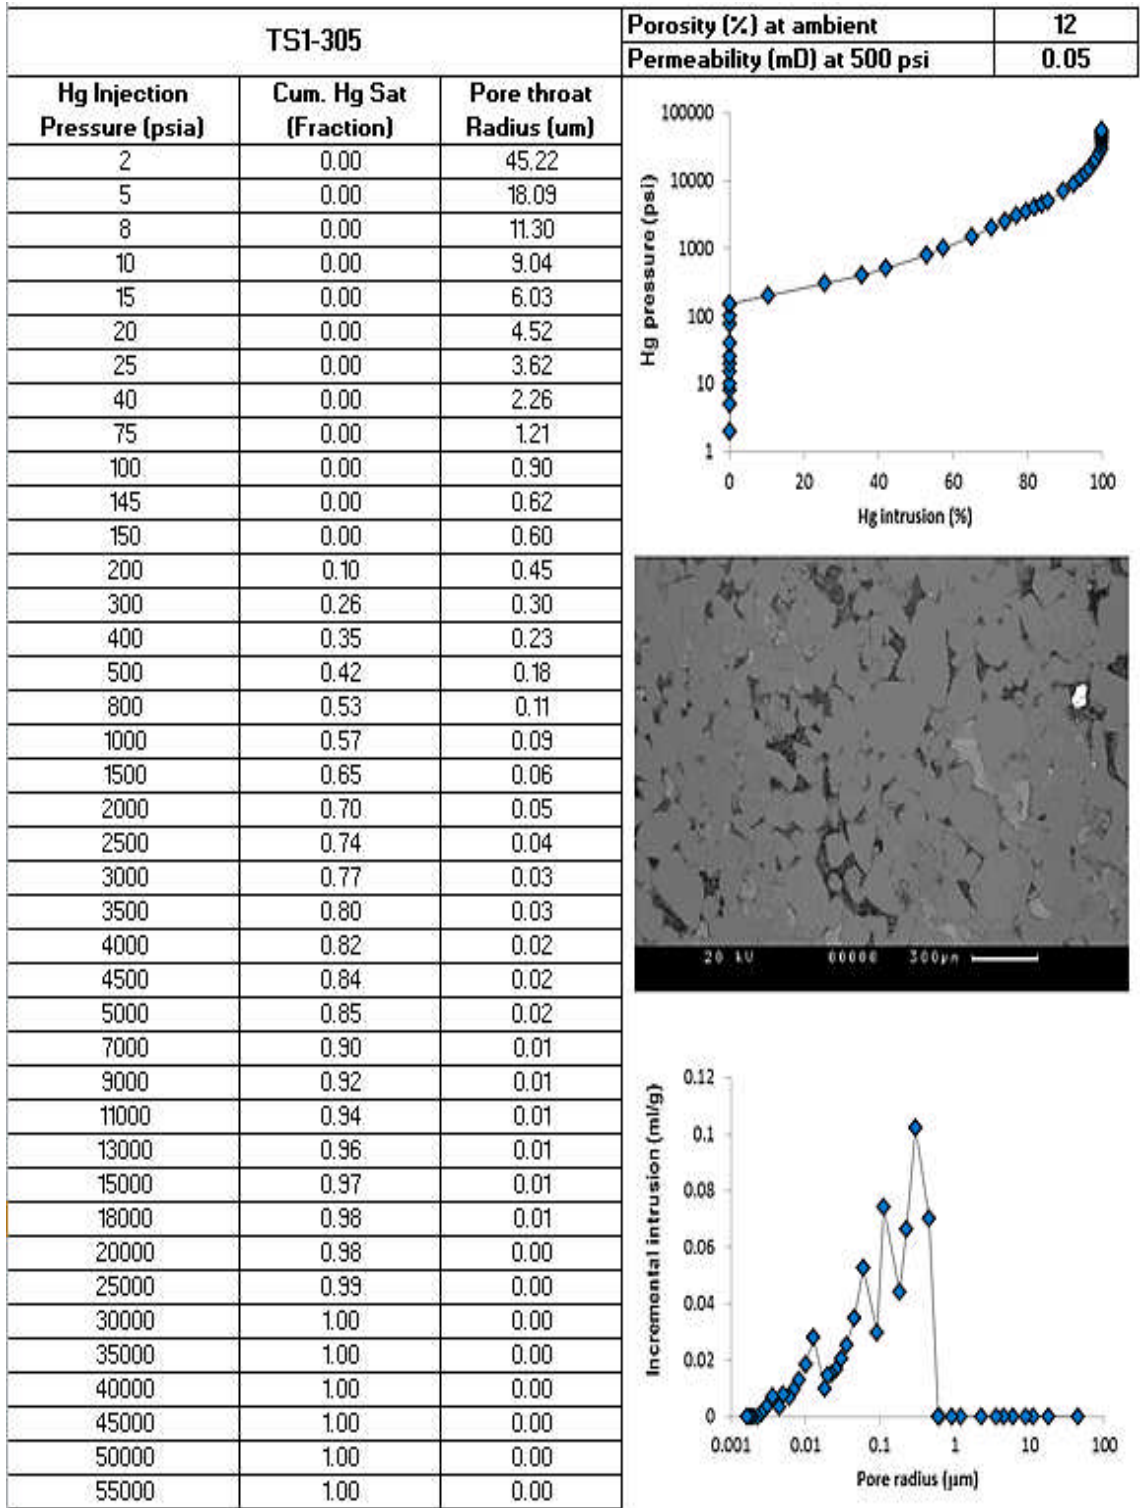 TS1-305
Porosity (%) at ambient 12
Permeability (mD) at 500 psi 0.05
Hg Injection Pressure (psia) Cum. Hg Sat (Fraction) Pore throat Radius (um)
2 0.00 45.22
5 0.00 18.09
8 0.00 11.30
10 0.00 9.04
15 0.00 6.03
20 0.00 4.52
25 0.00 3.62
40 0.00 2.26
75 0.00 1.21
100 0.00 0.90
145 0.00 0.62
150 0.00 0.60
200 0.10 0.45
300 0.26 0.30
400 0.35 0.23
500 0.42 0.18
800 0.53 0.11
1000 0.57 0.09
1500 0.65 0.06
2000 0.70 0.05
2500 0.74 0.04
3000 0.77 0.03
3500 0.80 0.03
4000 0.82 0.02
4500 0.84 0.02
5000 0.85 0.02
7000 0.90 0.01
9000 0.92 0.01
11000 0.94 0.01
13000 0.96 0.01
15000 0.97 0.01
18000 0.98 0.01
20000 0.98 0.00
25000 0.99 0.00
30000 1.00 0.00
35000 1.00 0.00
40000 1.00 0.00
45000 1.00 0.00
50000 1.00 0.00
55000 1.00 0.00
Hg pressure (psi)
100000
10000
1000
100
10
1
0 20 40 60 80 100
Hg intrusion (%)
20 kV 00000 300µm
Incremental intrusion (ml/g)
0.12
0.1
0.08
0.06
0.04
0.02
0
0.001 0.01 0.1 1 10 100
Pore radius (µm)